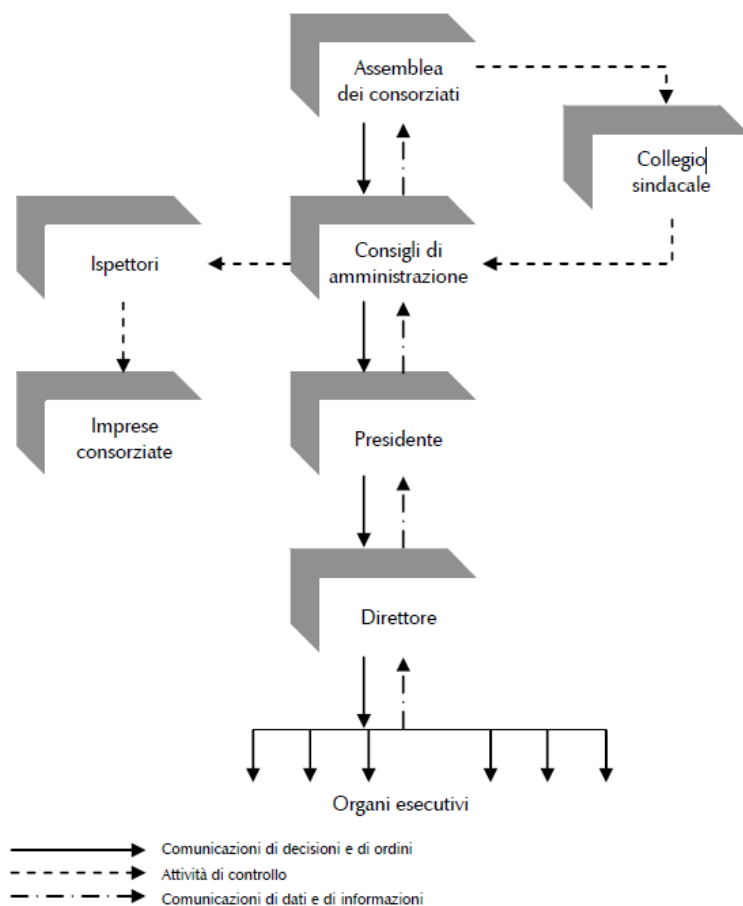 Assemblea
dei consorziati
Collegio
sindacale
Ispettori
Consigli di
amministrazione
Imprese
consorziate
Presidente
Direttore
Organi esecutivi
Comunicazioni di decisioni e di ordini
Attività di controllo
Comunicazioni di dati e di informazioni